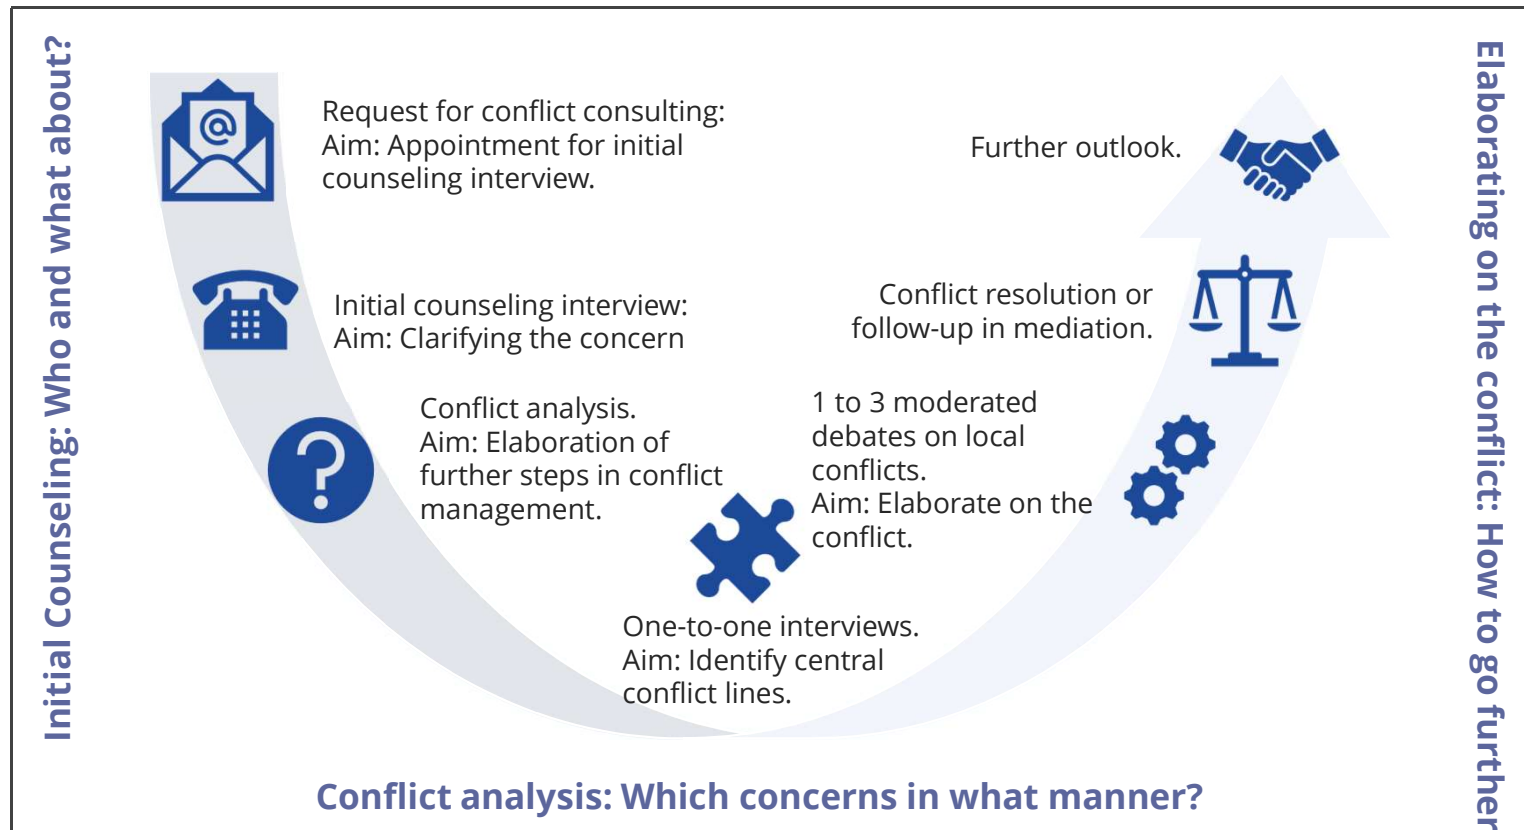 Initial Counseling: Who and what about?
Request for conflict consulting:
Aim: Appointment for initial
counseling interview.
Initial counseling interview:
Aim: Clarifying the concern
Conflict analysis.
Aim: Elaboration of
further steps in conflict
management.
One-to-one interviews.
Aim: Identify central
conflict lines.
1 to 3 moderated
debates on local
conflicts.
Aim: Elaborate on the
conflict.
Conflict resolution or
follow-up in mediation.
Further outlook.
Conflict analysis: Which concerns in what manner?
Elaborating on the conflict: How to go further